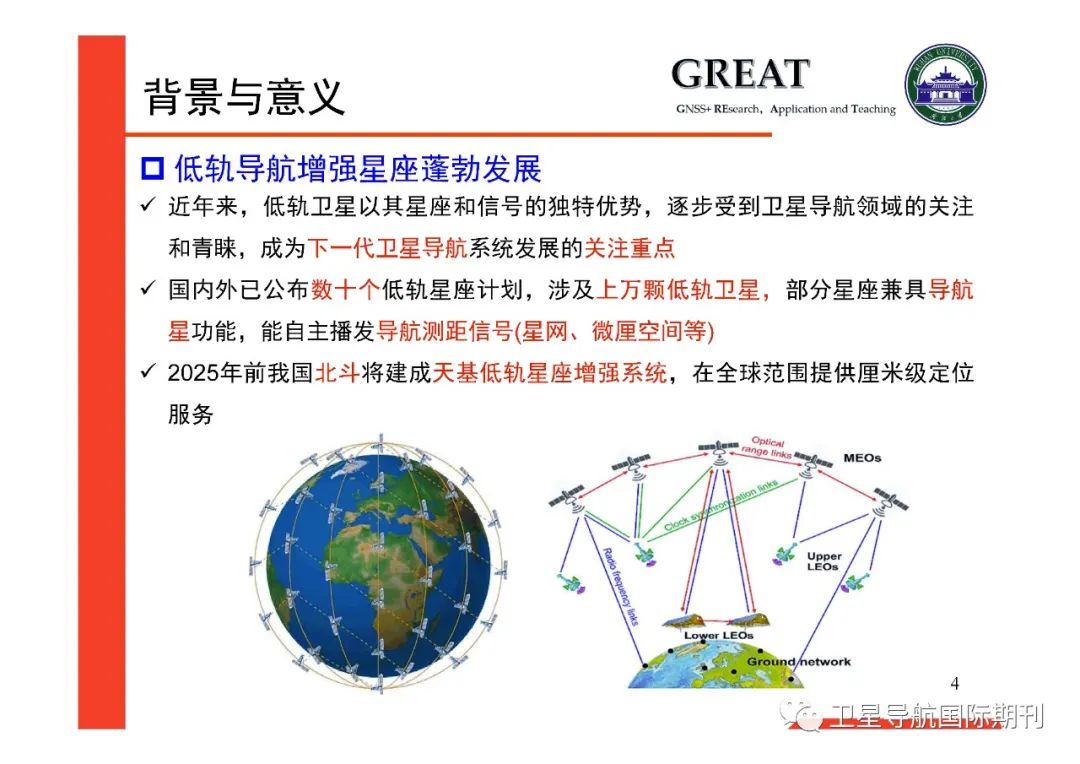 背景与意义
GREAT
GNSS+ REsearch, Application and Teaching
WUHAN UNIVERSITY
低轨导航增强星座蓬勃发展
近年来，低轨卫星以其星座和信号的独特优势，逐步受到卫星导航领域的关注
和青睐，成为下一代卫星导航系统发展的关注重点
国内外已公布数十个低轨星座计划，涉及上万颗低轨卫星，部分星座兼具导航
星功能，能自主播发导航测距信号(星网、微厘空间等)
2025年前我国北斗将建成天基低轨星座增强系统，在全球范围提供厘米级定位
服务
Optical
range links
MEOs
Clock synchronization links
Radio frequency links
Upper
LEOs
Lower LEOs
Ground network
4
卫星导航国际期刊